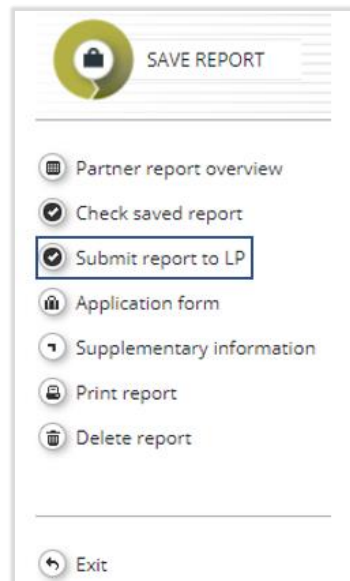 SAVE REPORT
Partner report overview
Check saved report
Submit report to LP
Application form
Supplementary information
Print report
Delete report
Exit